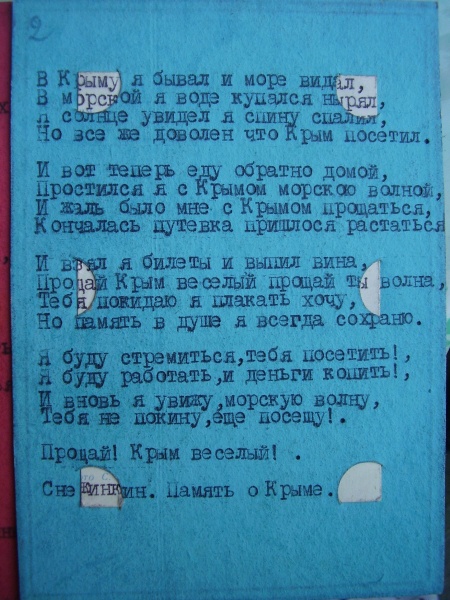 2
В Крыму я бывал и море видал,
В морской я воде купался нырял,
Я солнце увидел я спину спалил,
Но все же доволен что Крым посетил.
И вот теперь еду обратно домой,
Простился я с Крымом морскою волной,
И жаль было мне с Крымом прощаться,
Кончалась путевка пришлось растаться
И взял я билеты и выпил вина,
Прощай Крым веселый прощай ты волна,
Тебя покидаю я плакать хочу,
Но память в душе я всегда сохраню.
Я буду стремиться,тебя посетить!,
Я буду работать,и деньги копить!,
И вновь я увижу,морскую волну,
Тебя не покину,еще посещу!.
Прощай! Крым веселый! .
Память о Крыме.